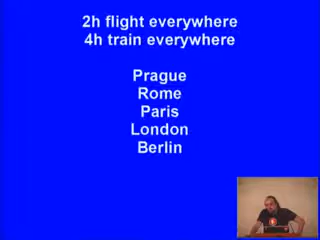 2h flight everywhere
4h train everywhere
Prague
Rome
Paris
London
Berlin